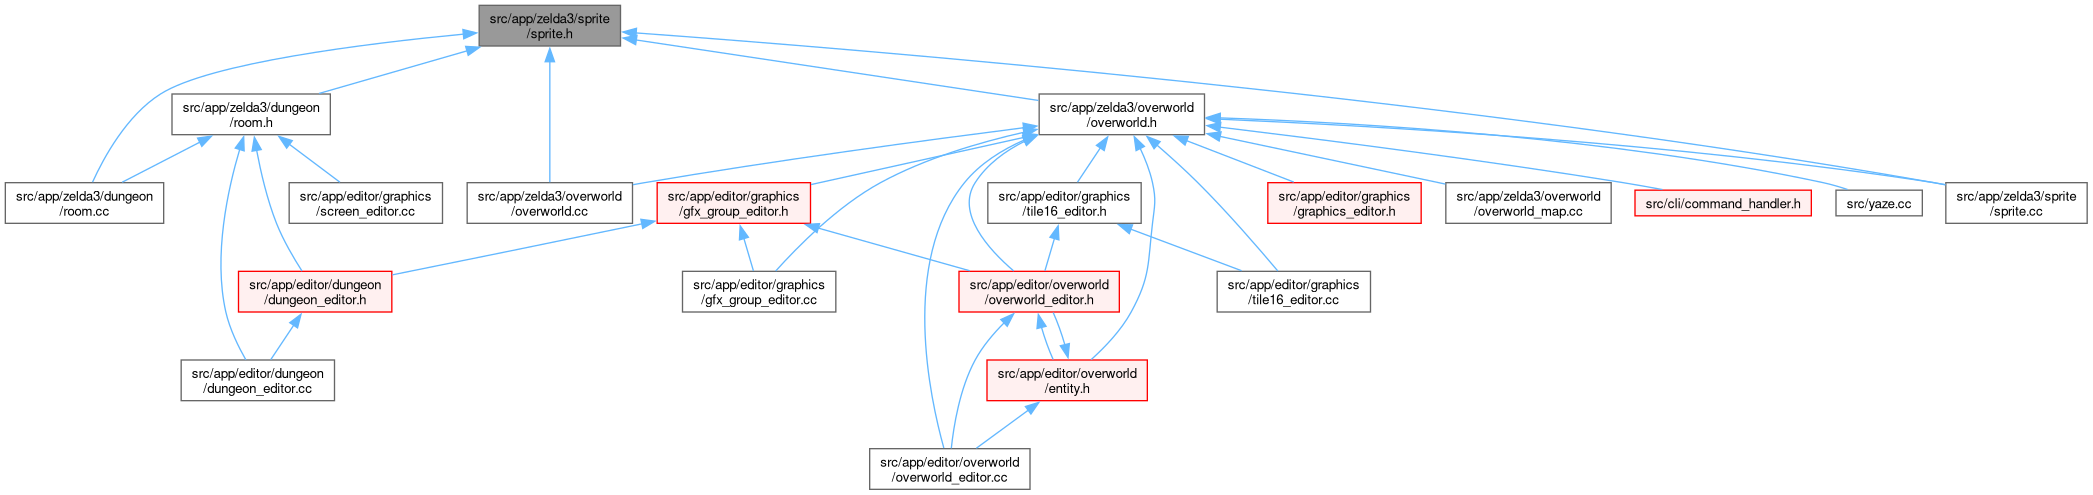 src/app/zelda3/sprite
/sprite.h
src/app/zelda3/dungeon
/room.h
src/app/zelda3/overworld
/overworld.h
src/app/zelda3/dungeon
/room.cc
src/app/editor/graphics
/screen_editor.cc
src/app/zelda3/overworld
/overworld.cc
src/app/editor/graphics
/gfx_group_editor.h
src/app/editor/graphics
/tile16_editor.h
src/app/editor/graphics
/graphics_editor.h
src/app/zelda3/overworld
/overworld_map.cc
src/cli/command_handler.h
src/yaze.cc
src/app/zelda3/sprite
/sprite.cc
src/app/editor/dungeon
/dungeon_editor.h
src/app/editor/graphics
/gfx_group_editor.cc
src/app/editor/overworld
/overworld_editor.h
src/app/editor/graphics
/tile16_editor.cc
src/app/editor/dungeon
/dungeon_editor.cc
src/app/editor/overworld
/entity.h
src/app/editor/overworld
/overworld_editor.cc